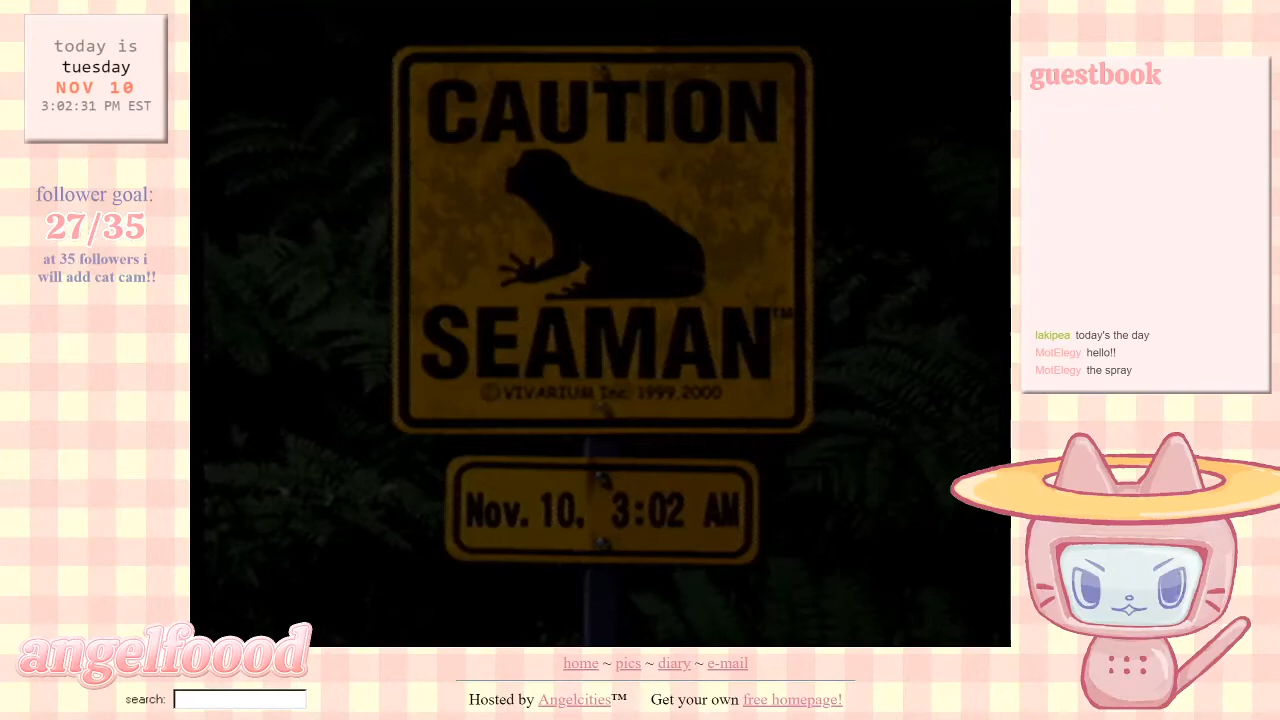 today is
tuesday
NOV 10
3:02:31 PM EST
follower goal:
27/35
at 35 followers i
will add cat cam!!
CAUTION
SEAMAN™
© VIVARIUM Inc. 1999,2000
Nov. 10, 3:02 AM
guestbook
lakipea today's the day
MotElegy hello!!
MotElegy the spray
angelfoood
search:
home ~ pics ~ diary ~ e-mail
Hosted by Angelcities™ Get your own free homepage!